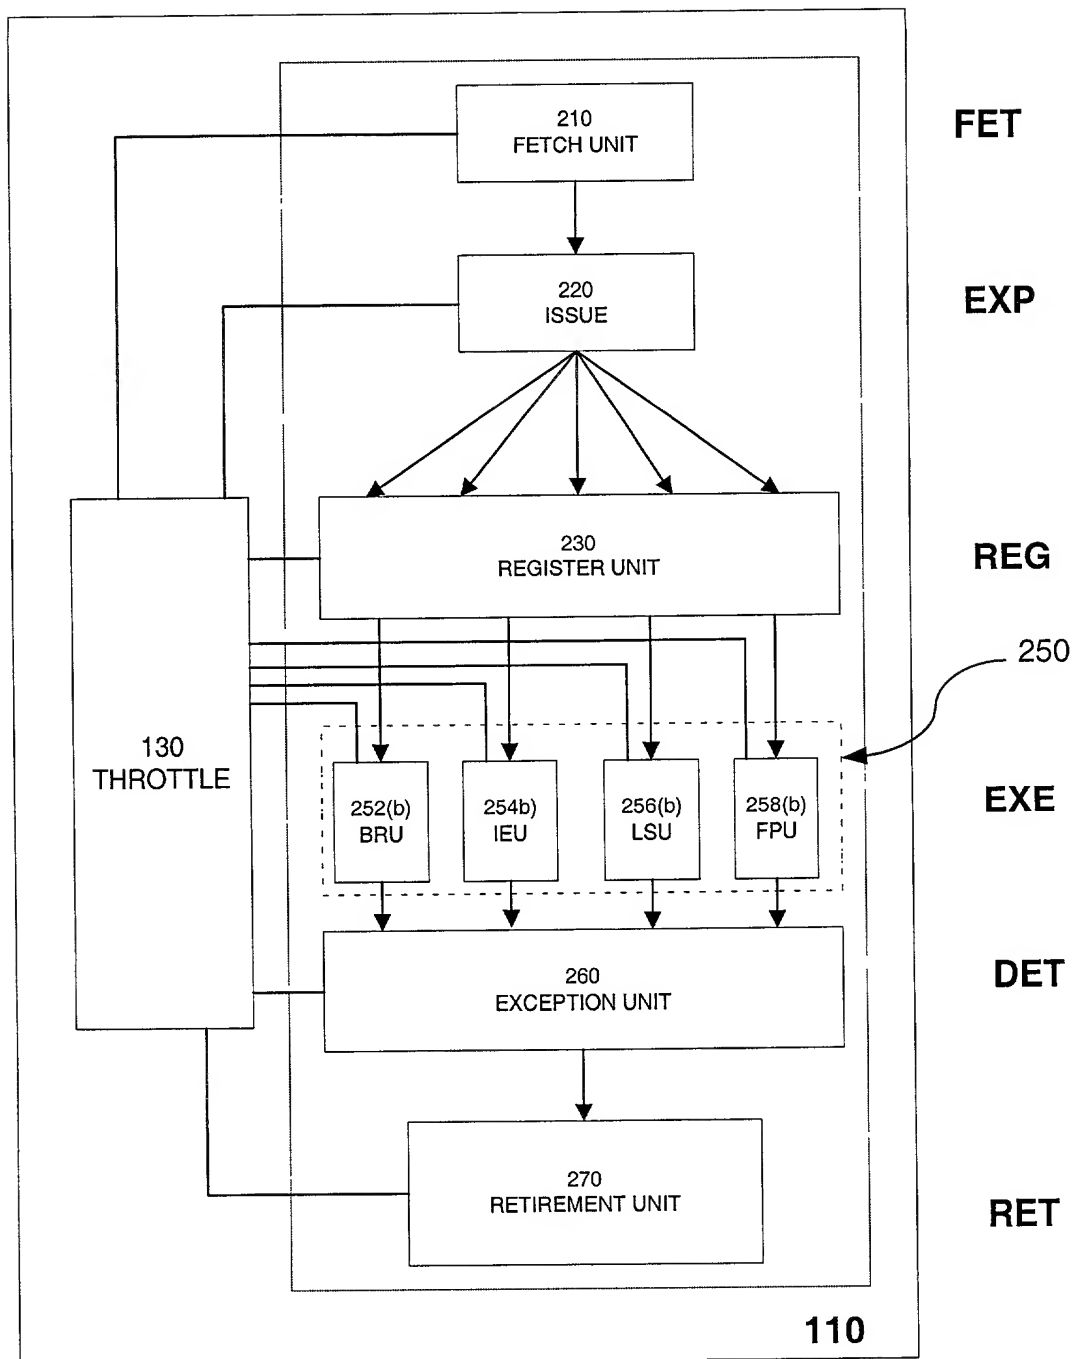 210
FETCH UNIT
FET
220
ISSUE
EXP
230
REGISTER UNIT
REG
250
130
THROTTLE
252(b)
BRU
254b)
IEU
256(b)
LSU
258(b)
FPU
EXE
260
EXCEPTION UNIT
DET
270
RETIREMENT UNIT
RET
110